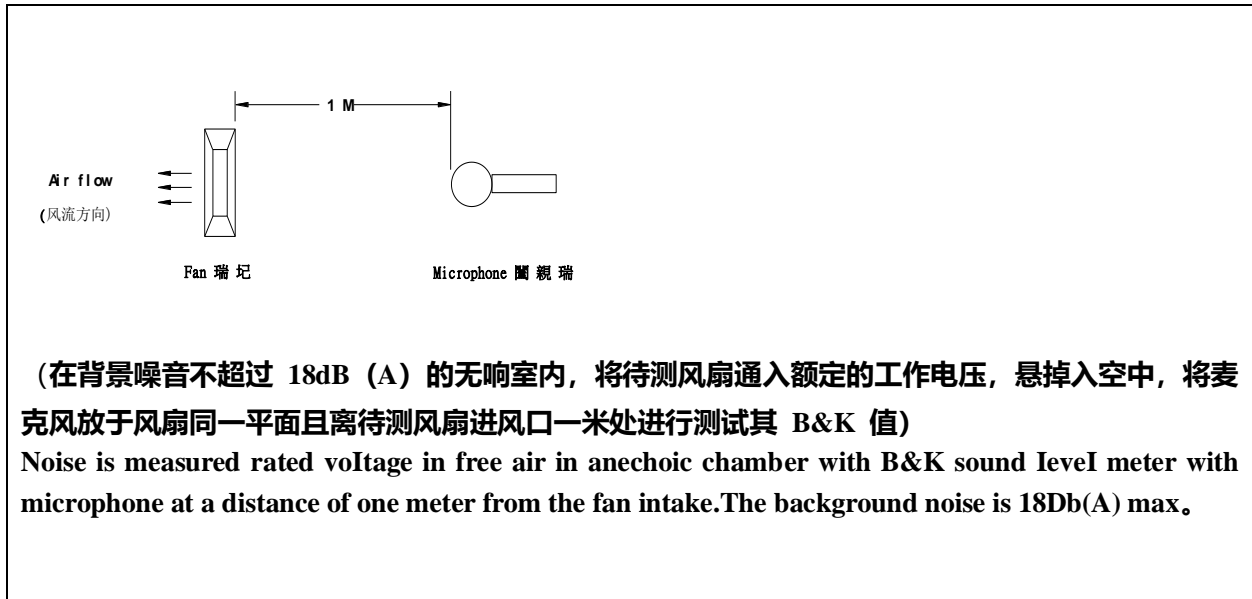 1 M
Air flow
(风流方向)
Fan 瑞 圮
Microphone 闔 親 瑞
（在背景噪音不超过 18dB（A）的无响室内，将待测风扇通入额定的工作电压，悬掉入空中，将麦
克风放于风扇同一平面且离待测风扇进风口一米处进行测试其 B&K 值)
Noise is measured rated voItage in free air in anechoic chamber with B&K sound IeveI meter with
microphone at a distance of one meter from the fan intake.The background noise is 18Db(A) max。